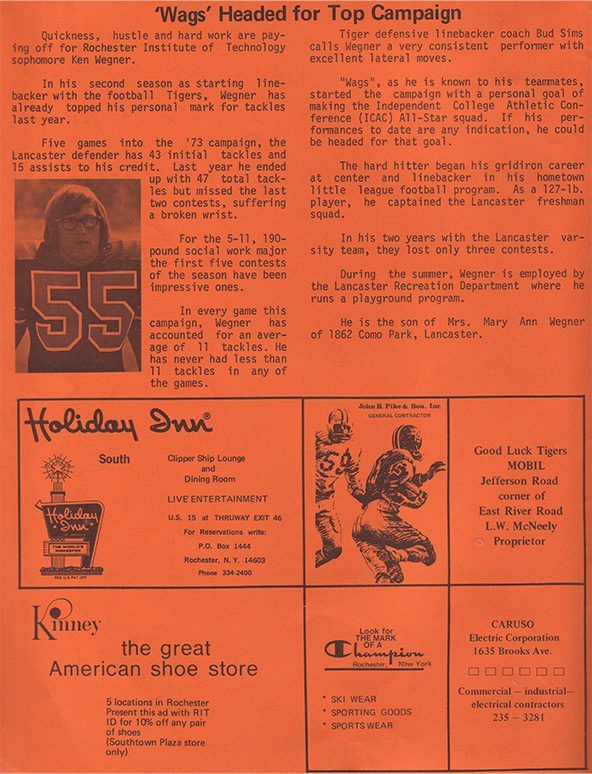 'Wags' Headed for Top Campaign
Quickness, hustle and hard work are pay-
ing off for Rochester Institute of Technology
sophomore Ken Wegner.
In his second season as starting line-
backer with the football Tigers, Wegner has
already topped his personal mark for tackles
last year.
Five games into the '73 campaign, the
Lancaster defender has 43 initial tackles and
15 assists to his credit. Last year he ended
up with 47 total tack-
les but missed the last
two contests, suffering
a broken wrist.
For the 5-11, 190-
pound social work major
the first five contests
of the season have been
impressive ones.
In every game this
campaign, Wegner has
accounted for an aver-
age of 11 tackles. He
has never had less than
11 tackles in any of
the games.
55
Tiger defensive linebacker coach Bud Sims
calls Wegner a very consistent performer with
excellent lateral moves.
"Wags", as he is known to his teammates,
started the campaign with a personal goal of
making the Independent College Athletic Con-
ference (ICAC) All-Star squad. If his per-
formances to date are any indication, he could
be headed for that goal.
The hard hitter began his gridiron career
at center and linebacker in his hometown
little league football program. As a 127-lb.
player, he captained the Lancaster freshman
squad.
In his two years with the Lancaster var-
sity team, they lost only three contests.
During the summer, Wegner is employed by
the Lancaster Recreation Department where he
runs a playground program.
He is the son of Mrs. Mary Ann Wegner
of 1862 Como Park, Lancaster.
Holiday Inn®
South
Clipper Ship Lounge
and
Dining Room
LIVE ENTERTAINMENT
U.S. 15 at THRUWAY EXIT 46
For Reservations write:
P.O. Box 1444
Rochester, N. Y. 14603
Phone 334-2400
Holiday Inn
THE WORLD'S
INNKEEPER
REG. U.S. PAT. OFF.
John B. Pike & Son, Inc.
GENERAL CONTRACTOR
Good Luck Tigers
MOBIL
Jefferson Road
corner of
East River Road
L.W. McNeely
Proprietor
Kinney
the great
American shoe store
5 locations in Rochester
Present this ad with RIT
ID for 10% off any pair
of shoes
(Southtown Plaza store
only)
Look for
THE MARK
OF A
Champion
Rochester, New York
* SKI WEAR
* SPORTING GOODS
* SPORTSWEAR
CARUSO
Electric Corporation
1635 Brooks Ave.
Commercial — industrial—
electrical contractors
235 — 3281